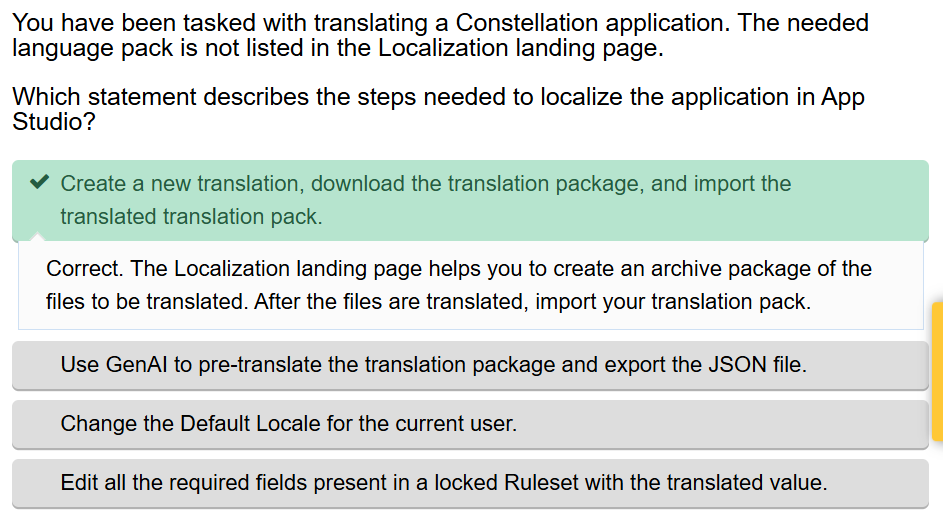 You have been tasked with translating a Constellation application. The needed
language pack is not listed in the Localization landing page.
Which statement describes the steps needed to localize the application in App
Studio?
Create a new translation, download the translation package, and import the
translated translation pack.
Correct. The Localization landing page helps you to create an archive package of the
files to be translated. After the files are translated, import your translation pack.
Use GenAI to pre-translate the translation package and export the JSON file.
Change the Default Locale for the current user.
Edit all the required fields present in a locked Ruleset with the translated value.